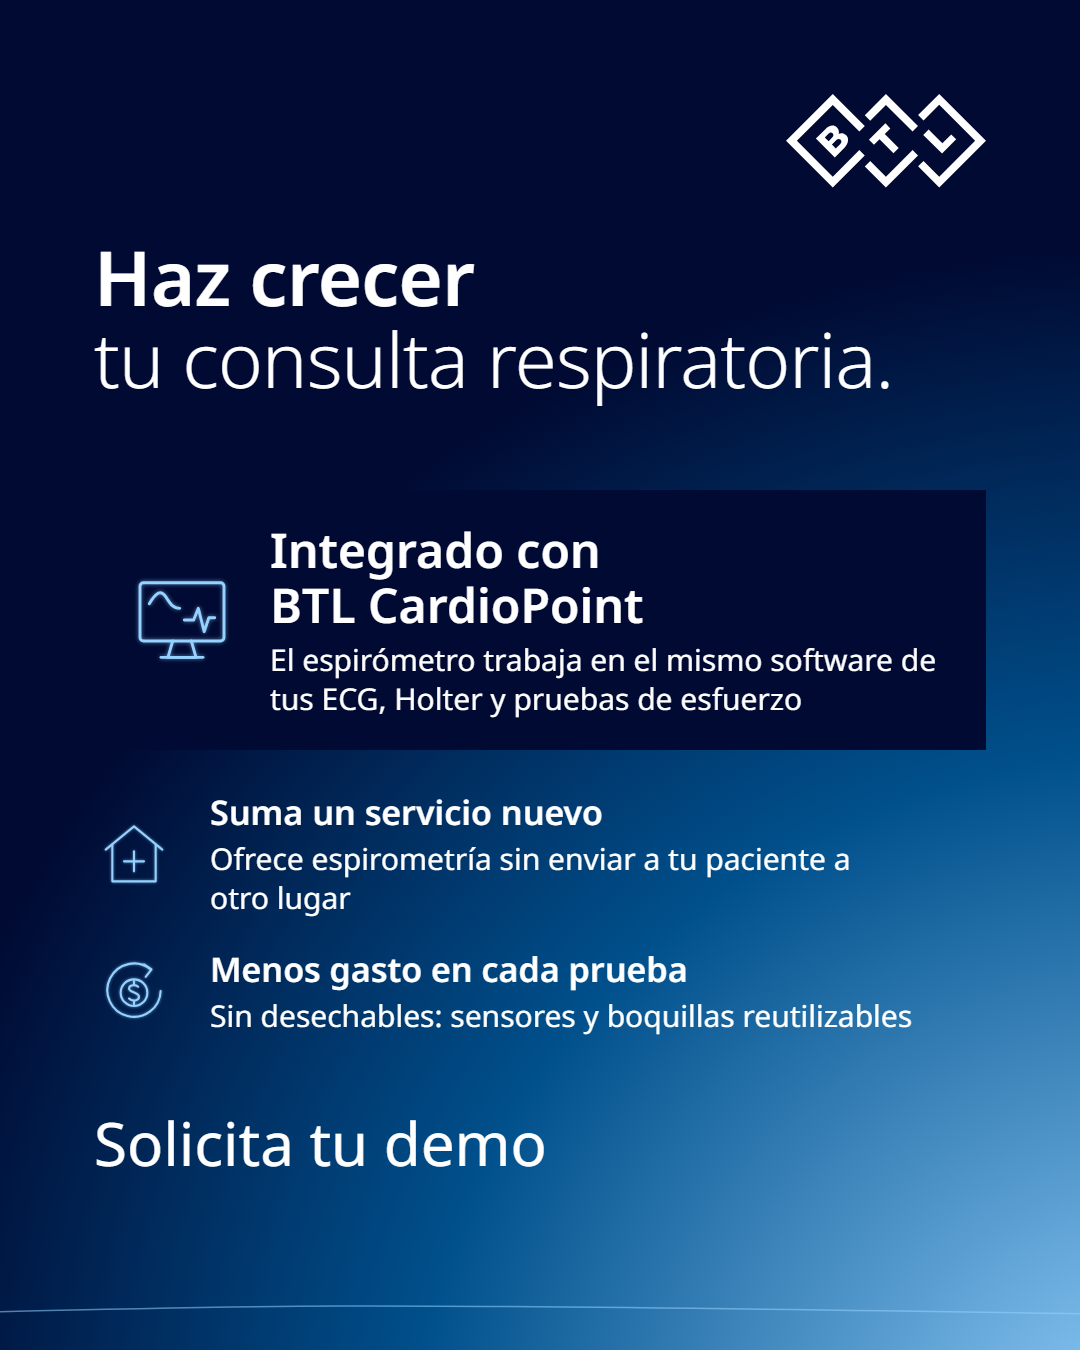 BTL
Haz crecer
tu consulta respiratoria.
Integrado con
BTL CardioPoint
El espirómetro trabaja en el mismo software de
tus ECG, Holter y pruebas de esfuerzo
Suma un servicio nuevo
Ofrece espirometría sin enviar a tu paciente a
otro lugar
$
Menos gasto en cada prueba
Sin desechables: sensores y boquillas reutilizables
Solicita tu demo